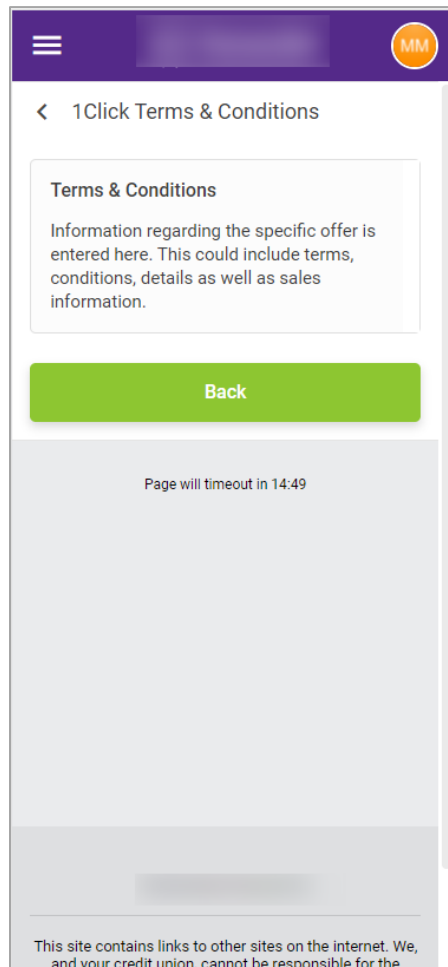 MM
1Click Terms & Conditions
Terms & Conditions
Information regarding the specific offer is
entered here. This could include terms,
conditions, details as well as sales
information.
Back
Page will timeout in 14:49
This site contains links to other sites on the internet. We,
and your credit union, cannot be responsible for the